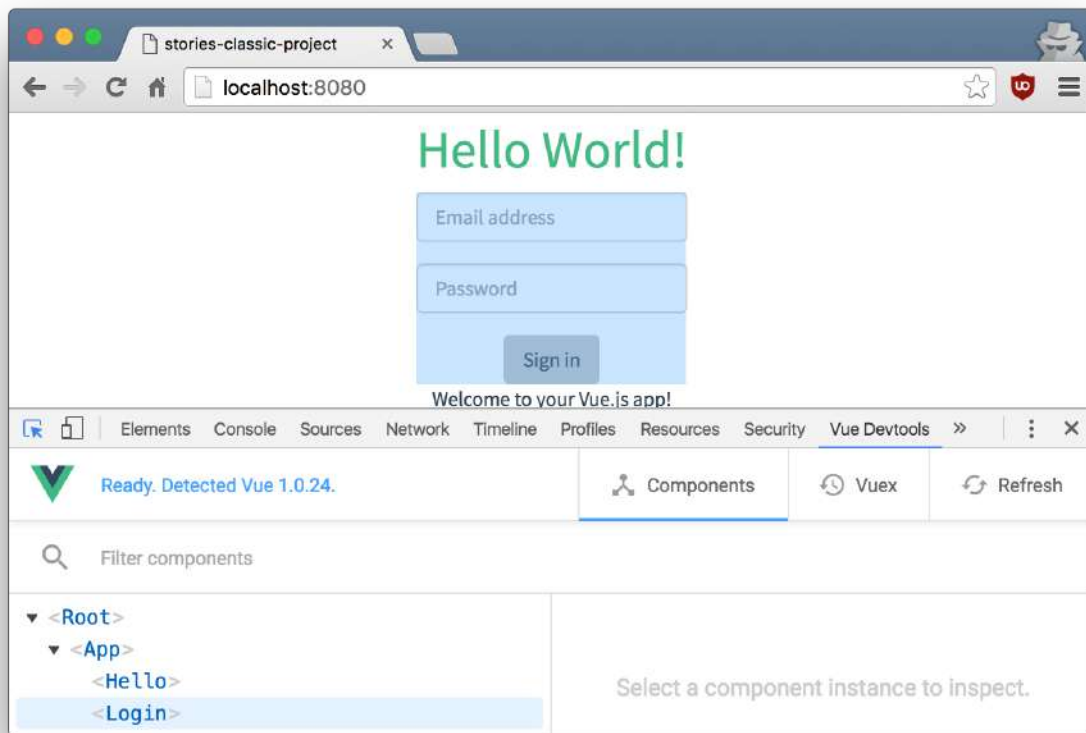 stories-classic-project
localhost:8080
Hello World!
Email address
Password
Sign in
Welcome to your Vue.js app!
Elements Console Sources Network Timeline Profiles Resources Security Vue Devtools »
Ready. Detected Vue 1.0.24. Components Vuex Refresh
Filter components
<Root>
<App>
<Hello>
<Login>
Select a component instance to inspect.